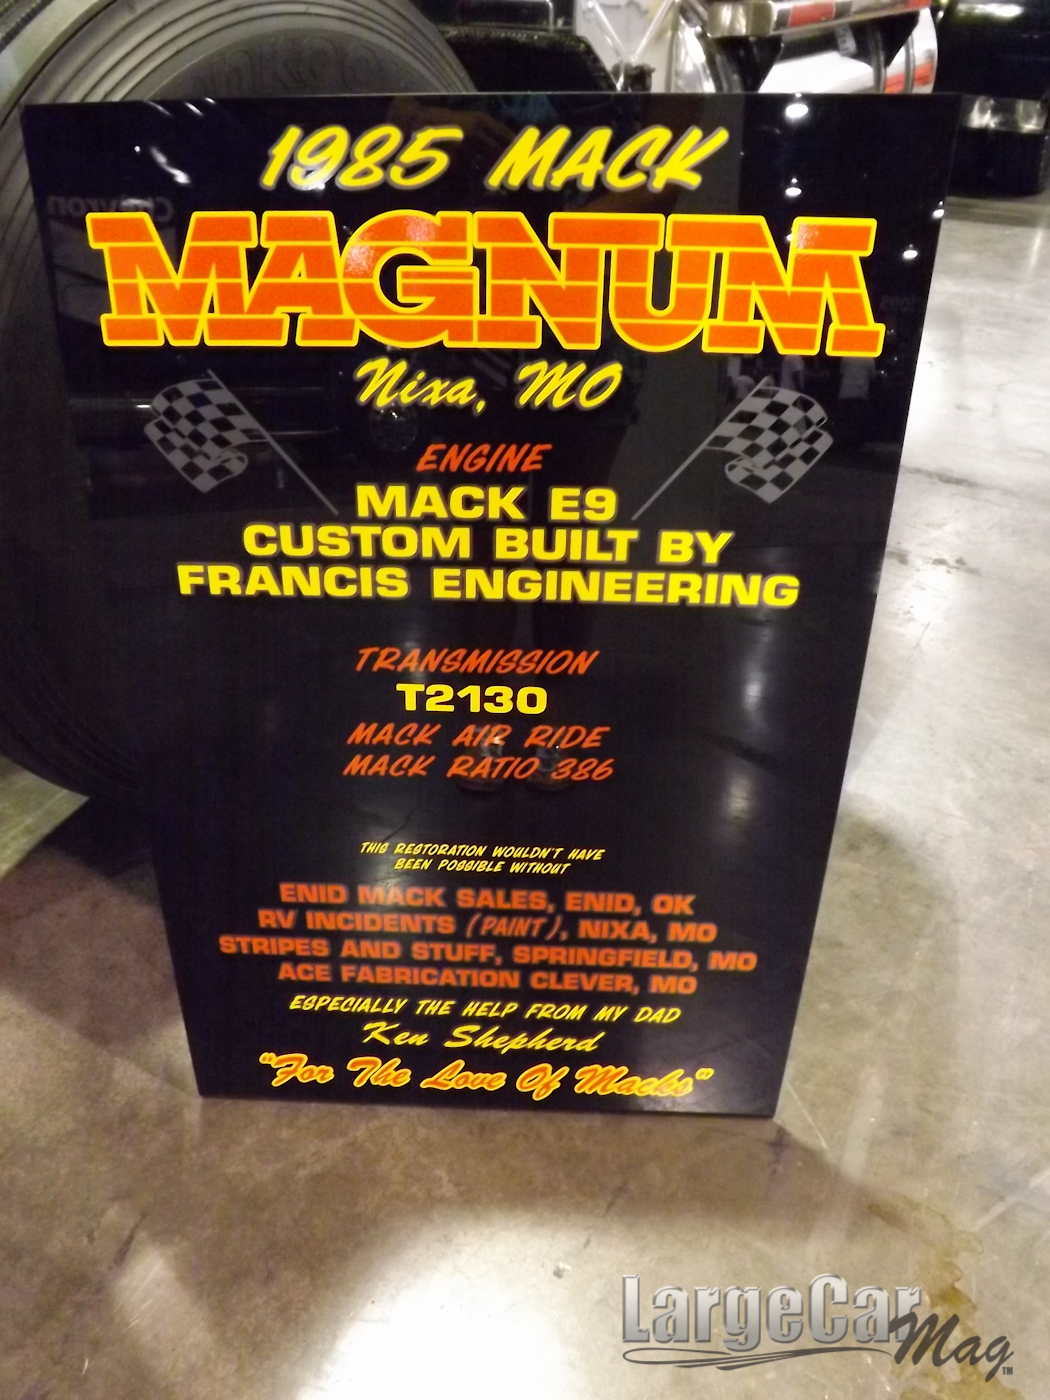 1985 MACK
MAGNUM
Nixa, MO
ENGINE
MACK E9
CUSTOM BUILT BY
FRANCIS ENGINEERING
TRANSMISSION
T2130
MACK AIR RIDE
MACK RATIO 386
THIS RESTORATION WOULDN'T HAVE
BEEN POSSIBLE WITHOUT
ENID MACK SALES, ENID, OK
RV INCIDENTS (PAINT), NIXA, MO
STRIPES AND STUFF, SPRINGFIELD, MO
ACE FABRICATION CLEVER, MO
ESPECIALLY THE HELP FROM MY DAD
Ken Shepherd
"For The Love Of Macks"
LargeCar
Mag™